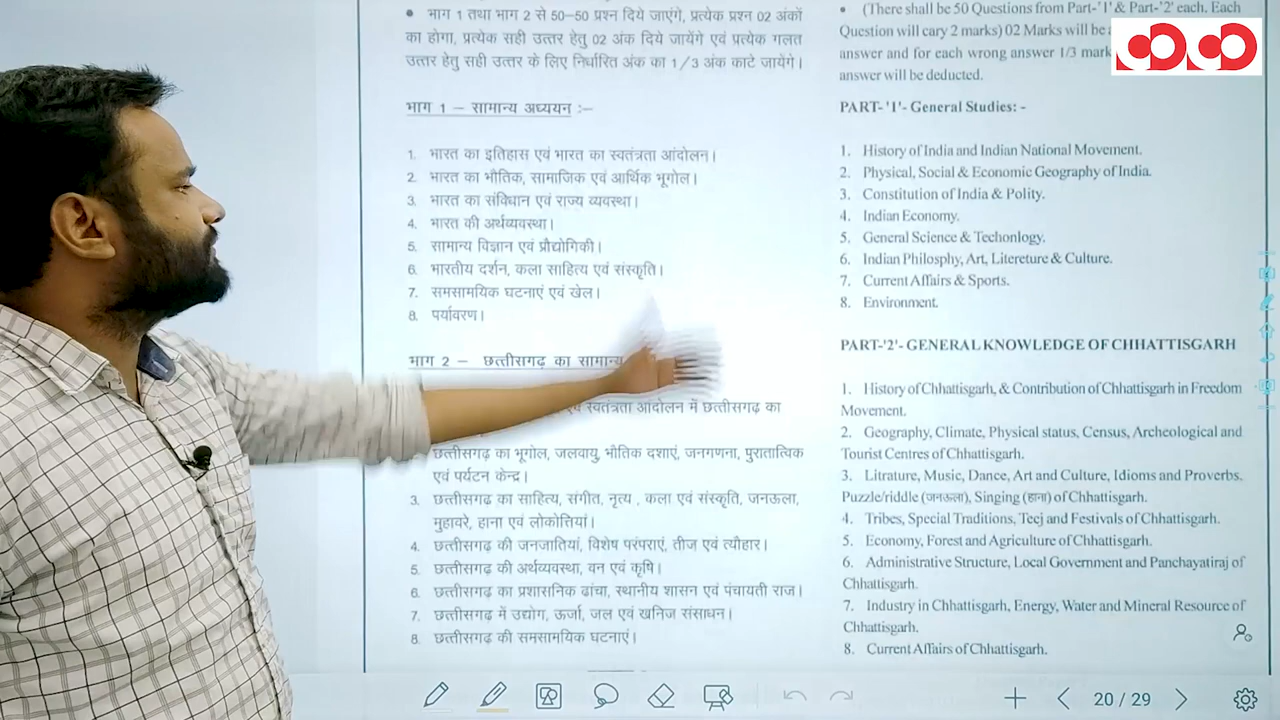 • भाग 1 तथा भाग 2 से 50–50 प्रश्न दिये जाएंगे, प्रत्येक प्रश्न 02 अंकों
का होगा, प्रत्येक सही उत्तर हेतु 02 अंक दिये जायेंगे एवं प्रत्येक गलत
उत्तर हेतु सही उत्तर के लिए निर्धारित अंक का 1/3 अंक काटे जायेंगे।
भाग 1 – सामान्य अध्ययन :–
1. भारत का इतिहास एवं भारत का स्वतंत्रता आंदोलन।
2. भारत का भौतिक, सामाजिक एवं आर्थिक भूगोल।
3. भारत का संविधान एवं राज्य व्यवस्था।
4. भारत की अर्थव्यवस्था।
5. सामान्य विज्ञान एवं प्रौद्योगिकी।
6. भारतीय दर्शन, कला साहित्य एवं संस्कृति।
7. समसामयिक घटनाएं एवं खेल।
8. पर्यावरण।
भाग 2 – छत्तीसगढ़ का सामान्य
एवं स्वतंत्रता आंदोलन में छत्तीसगढ़ का
छत्तीसगढ़ का भूगोल, जलवायु, भौतिक दशाएं, जनगणना, पुरातात्विक
एवं पर्यटन केन्द्र।
3. छत्तीसगढ़ का साहित्य, संगीत, नृत्य , कला एवं संस्कृति, जनऊला,
मुहावरे, हाना एवं लोकोत्तियां।
4. छत्तीसगढ़ की जनजातियां, विशेष परंपराएं, तीज एवं त्यौहार।
5. छत्तीसगढ़ की अर्थव्यवस्था, वन एवं कृषि।
6. छत्तीसगढ़ का प्रशासनिक ढांचा, स्थानीय शासन एवं पंचायती राज।
7. छत्तीसगढ़ में उद्योग, ऊर्जा, जल एवं खनिज संसाधन।
8. छत्तीसगढ़ की समसामयिक घटनाएं।
• (There shall be 50 Questions from Part-'1' & Part-'2' each. Each
Question will cary 2 marks) 02 Marks will be
answer and for each wrong answer 1/3 mark
answer will be deducted.
PART- '1'- General Studies: -
1. History of India and Indian National Movement.
2. Physical, Social & Economic Geography of India.
3. Constitution of India & Polity.
4. Indian Economy.
5. General Science & Techonlogy.
6. Indian Philosphy, Art, Litereture & Culture.
7. Current Affairs & Sports.
8. Environment.
PART-'2'- GENERAL KNOWLEDGE OF CHHATTISGARH
1. History of Chhattisgarh, & Contribution of Chhattisgarh in Freedom
Movement.
2. Geography, Climate, Physical status, Census, Archeological and
Tourist Centres of Chhattisgarh.
3. Litrature, Music, Dance, Art and Culture, Idioms and Proverbs.
Puzzle/riddle (जनऊला), Singing (हाना) of Chhattisgarh.
4. Tribes, Special Traditions, Teej and Festivals of Chhattisgarh.
5. Economy, Forest and Agriculture of Chhattisgarh.
6. Administrative Structure, Local Government and Panchayatiraj of
Chhattisgarh.
7. Industry in Chhattisgarh, Energy, Water and Mineral Resource of
Chhattisgarh.
8. Current Affairs of Chhattisgarh.
20 / 29